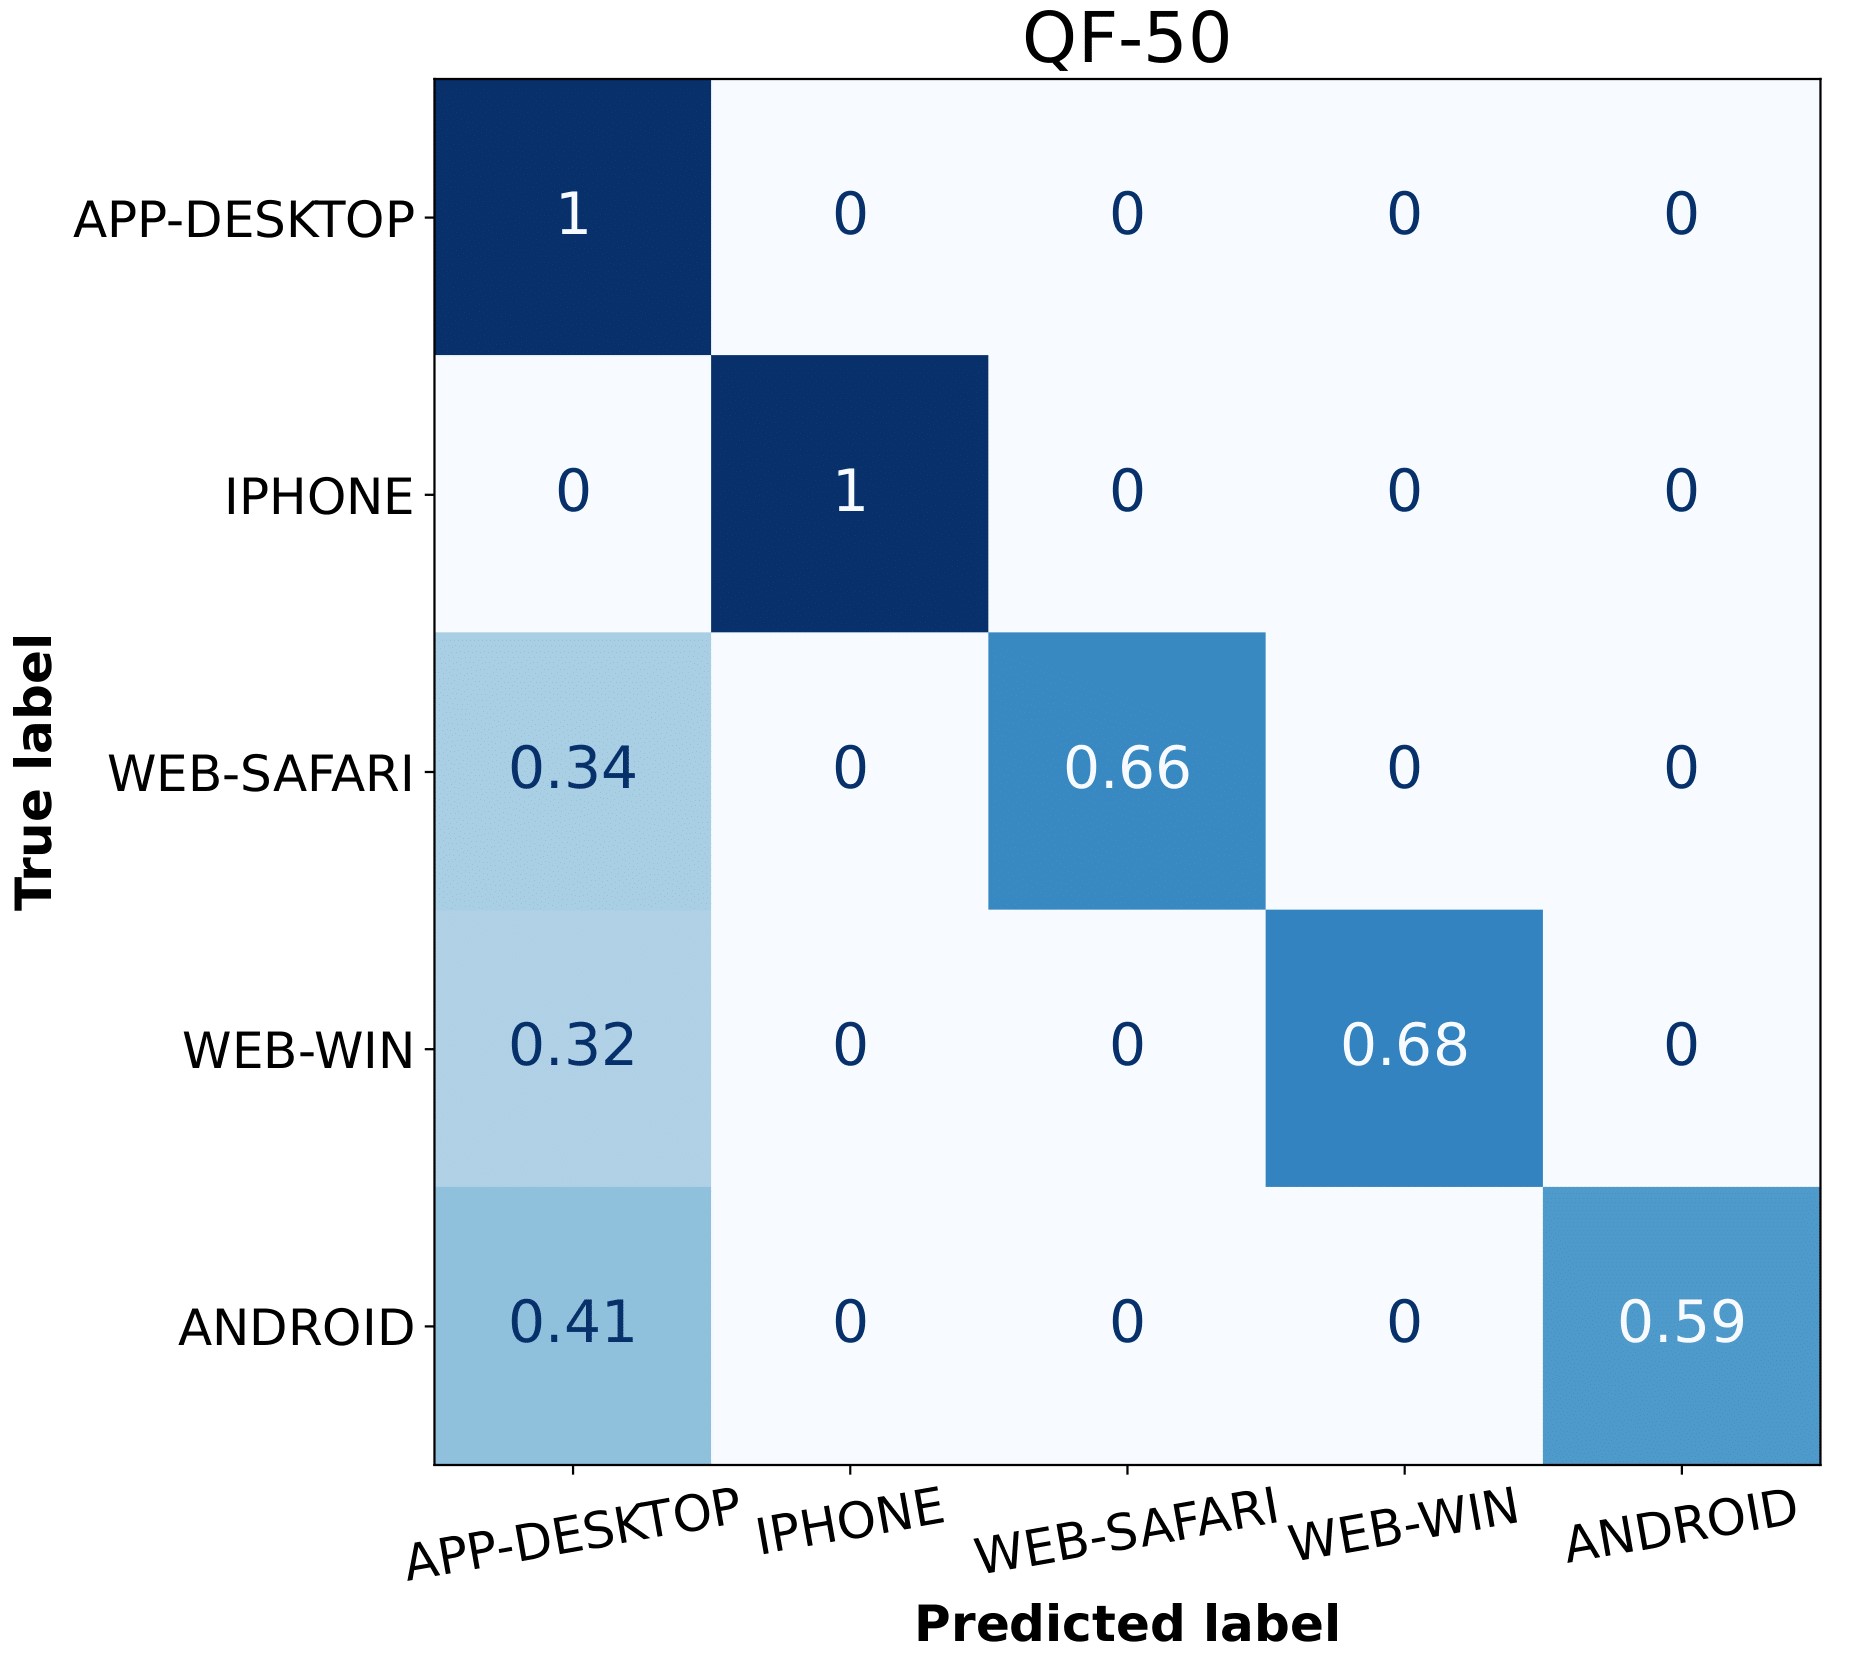 QF-50
True label
APP-DESKTOP 1 0 0 0 0
IPHONE 0 1 0 0 0
WEB-SAFARI 0.34 0 0.66 0 0
WEB-WIN 0.32 0 0 0.68 0
ANDROID 0.41 0 0 0 0.59
APP-DESKTOP IPHONE WEB-SAFARI WEB-WIN ANDROID
Predicted label